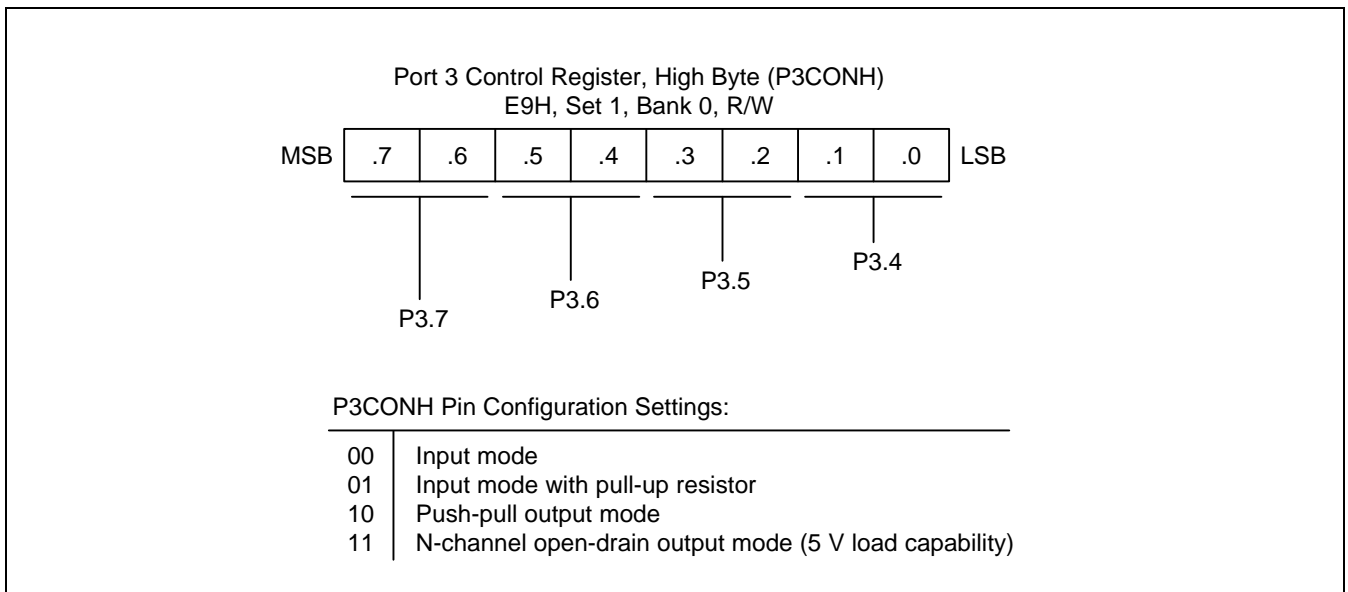 Port 3 Control Register, High Byte (P3CONH)
E9H, Set 1, Bank 0, R/W
MSB .7 .6 .5 .4 .3 .2 .1 .0 LSB
P3.4
P3.5
P3.6
P3.7
P3CONH Pin Configuration Settings:
00 Input mode
01 Input mode with pull-up resistor
10 Push-pull output mode
11 N-channel open-drain output mode (5 V load capability)